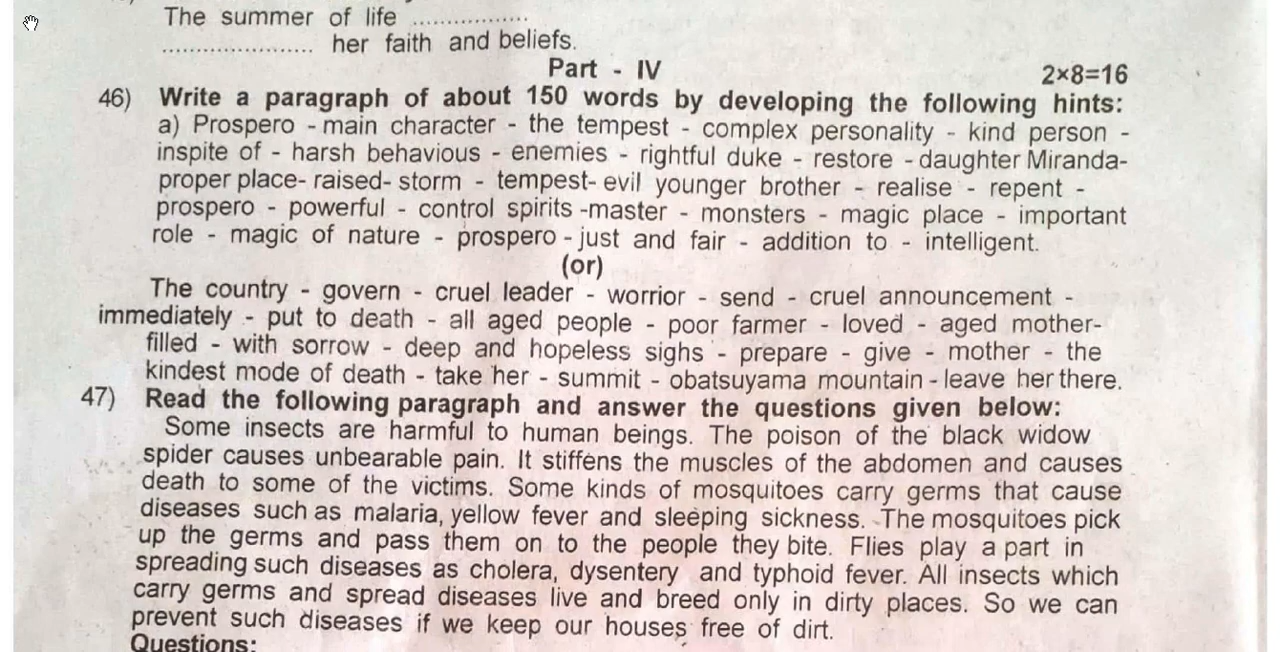 The summer of life .................
...................... her faith and beliefs.
Part - IV 2×8=16
46) Write a paragraph of about 150 words by developing the following hints:
a) Prospero - main character - the tempest - complex personality - kind person -
inspite of - harsh behavious - enemies - rightful duke - restore - daughter Miranda-
proper place- raised- storm - tempest- evil younger brother - realise - repent -
prospero - powerful - control spirits -master - monsters - magic place - important
role - magic of nature - prospero - just and fair - addition to - intelligent.
(or)
The country - govern - cruel leader - worrior - send - cruel announcement -
immediately - put to death - all aged people - poor farmer - loved - aged mother-
filled - with sorrow - deep and hopeless sighs - prepare - give - mother - the
kindest mode of death - take her - summit - obatsuyama mountain - leave her there.
47) Read the following paragraph and answer the questions given below:
Some insects are harmful to human beings. The poison of the black widow
spider causes unbearable pain. It stiffens the muscles of the abdomen and causes
death to some of the victims. Some kinds of mosquitoes carry germs that cause
diseases such as malaria, yellow fever and sleeping sickness. The mosquitoes pick
up the germs and pass them on to the people they bite. Flies play a part in
spreading such diseases as cholera, dysentery and typhoid fever. All insects which
carry germs and spread diseases live and breed only in dirty places. So we can
prevent such diseases if we keep our houses free of dirt.
Questions: